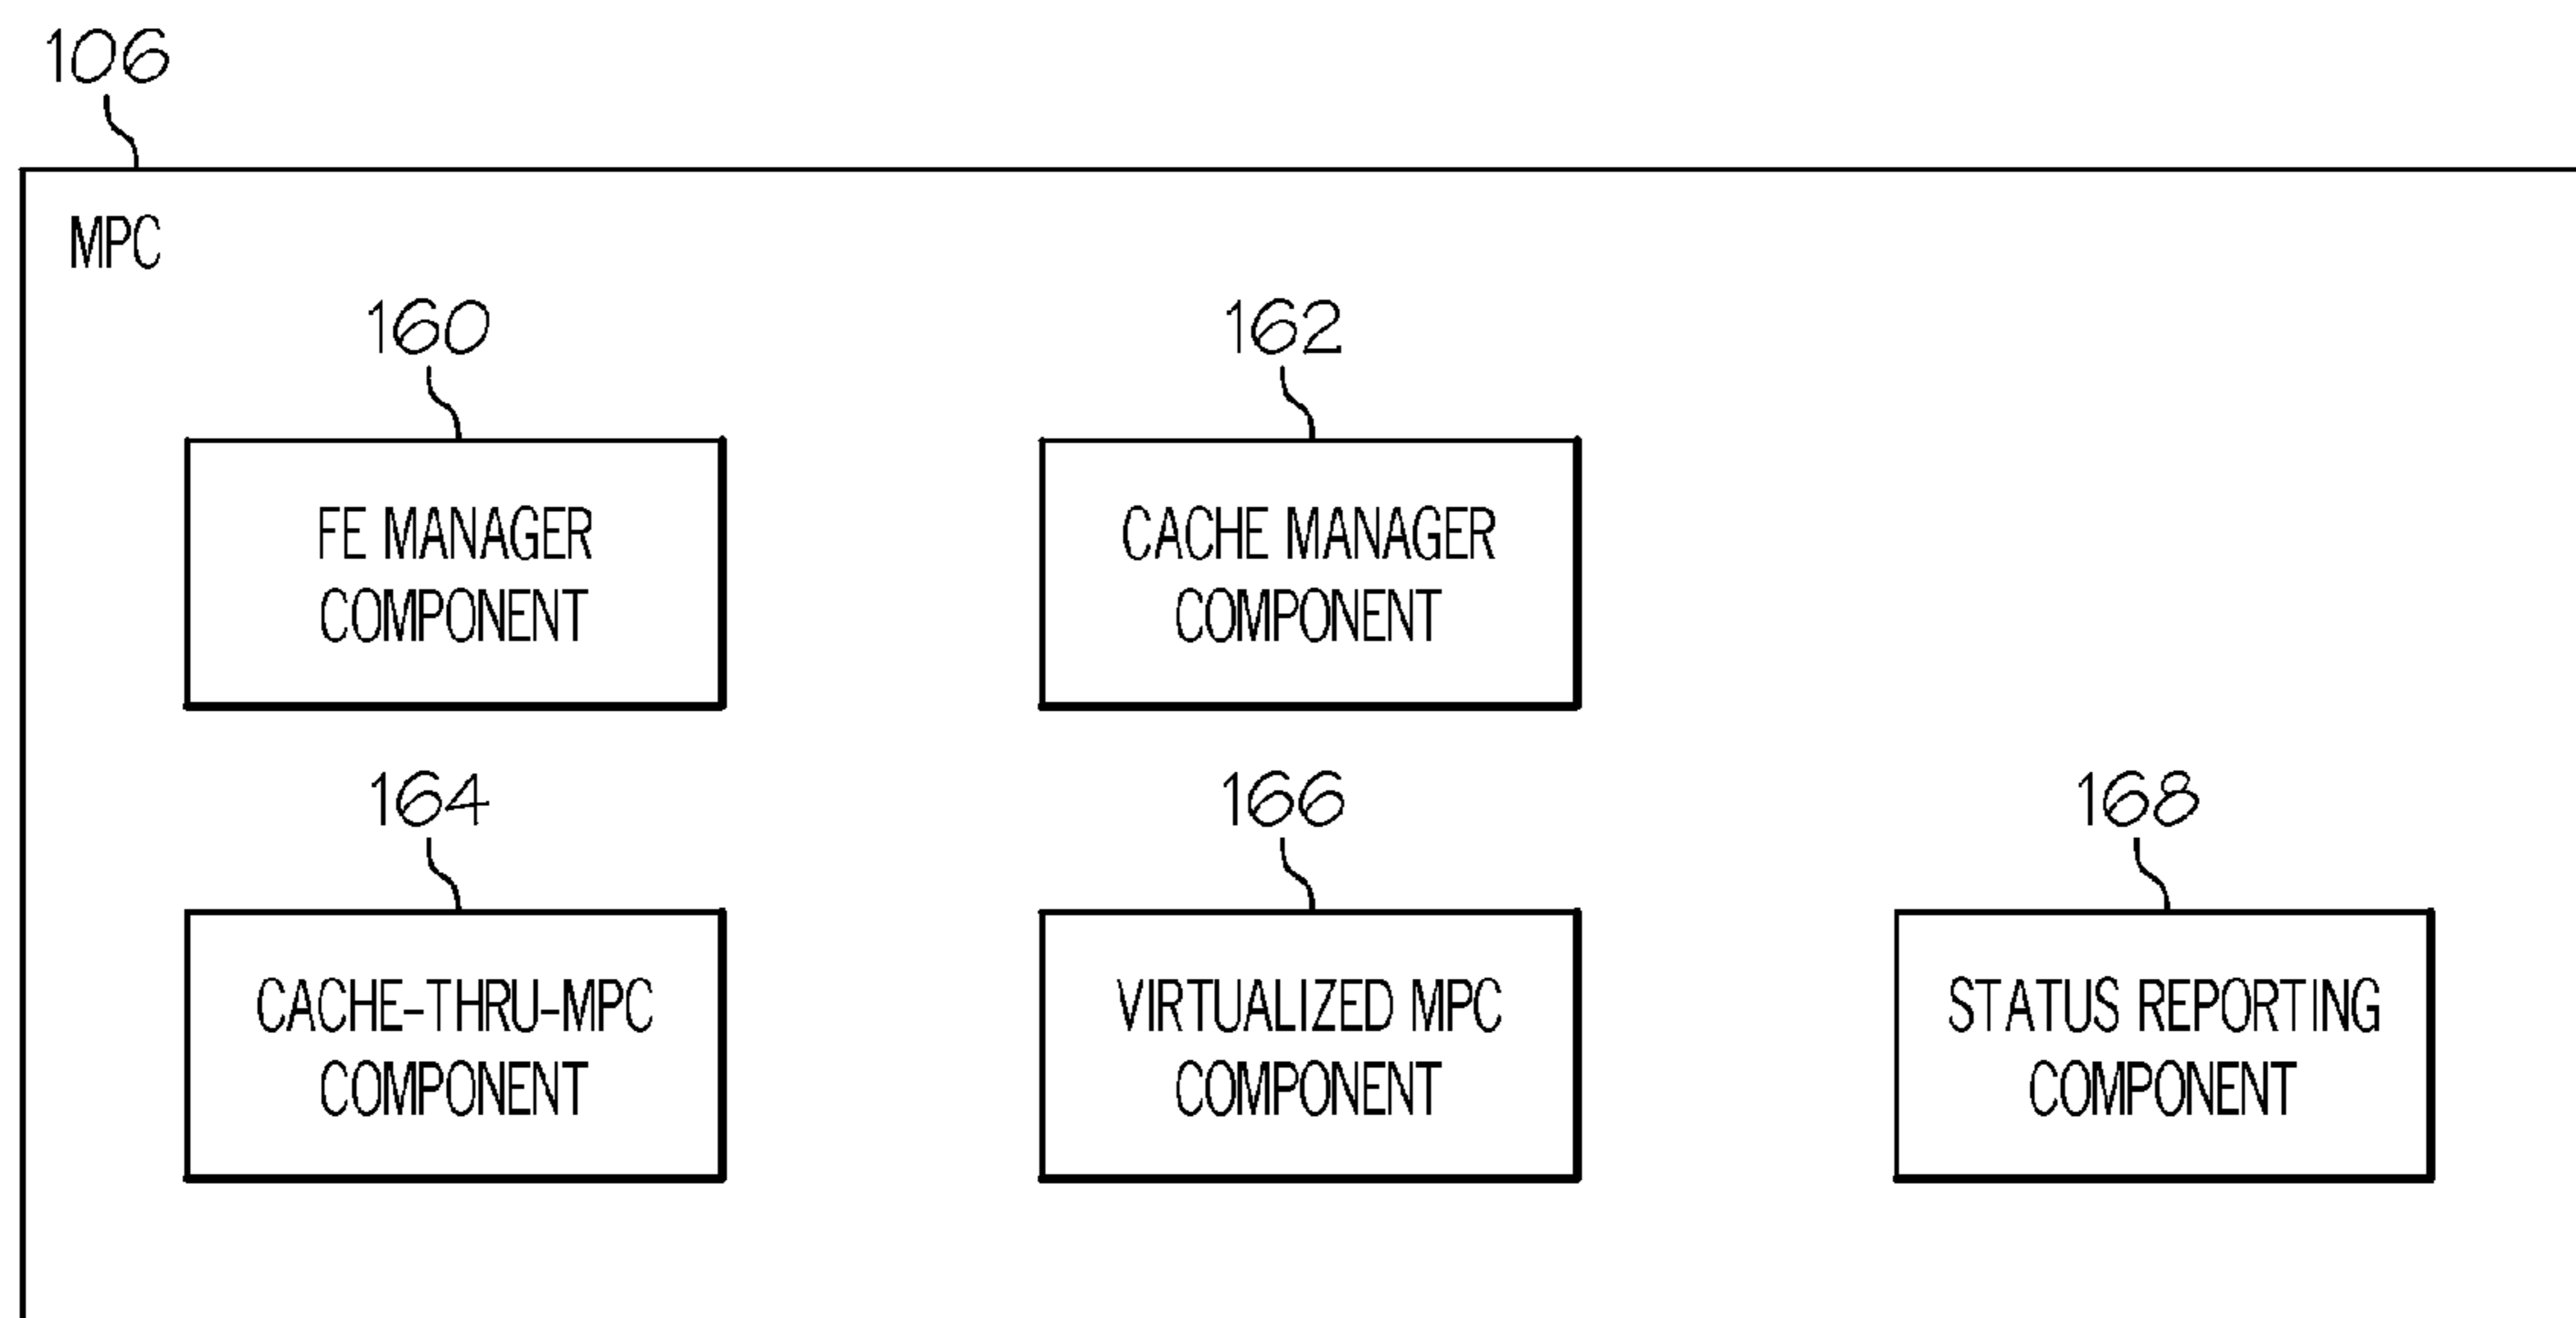 106
MPC
160
FE MANAGER
COMPONENT
162
CACHE MANAGER
COMPONENT
164
CACHE-THRU-MPC
COMPONENT
166
VIRTUALIZED MPC
COMPONENT
168
STATUS REPORTING
COMPONENT